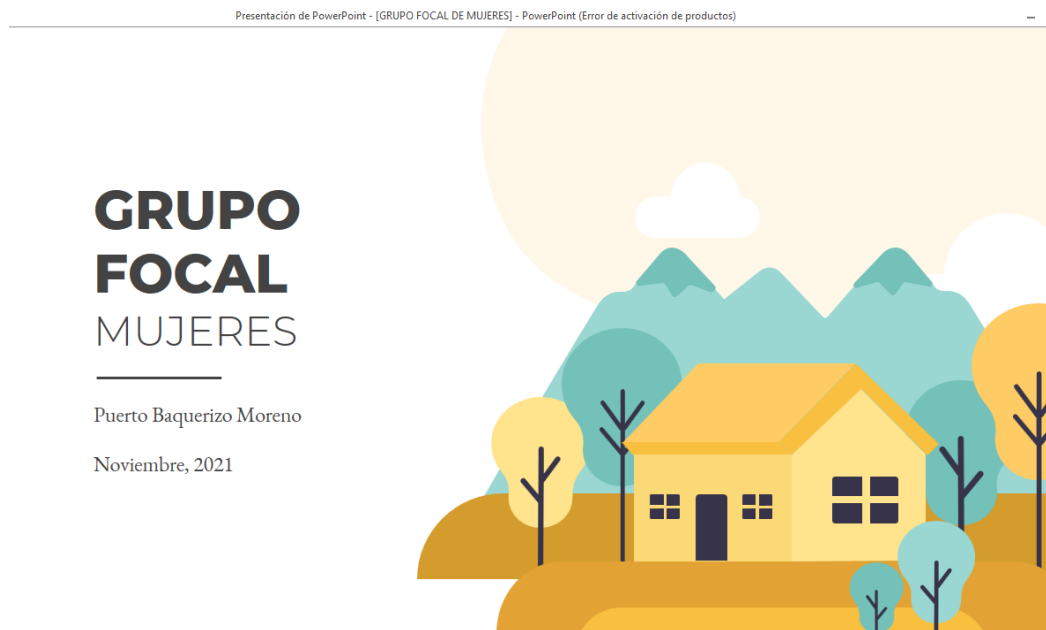 Presentación de PowerPoint - [GRUPO FOCAL DE MUJERES] - PowerPoint (Error de activación de productos)
GRUPO
FOCAL
MUJERES
Puerto Baquerizo Moreno
Noviembre, 2021